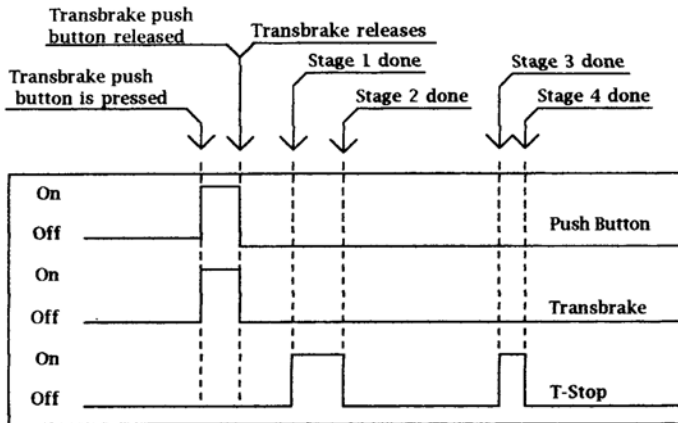 Transbrake push
button released
Transbrake releases
Stage 1 done
Stage 3 done
Transbrake push
button is pressed
Stage 2 done
Stage 4 done
On
Off
Push Button
On
Off
Transbrake
On
Off
T-Stop